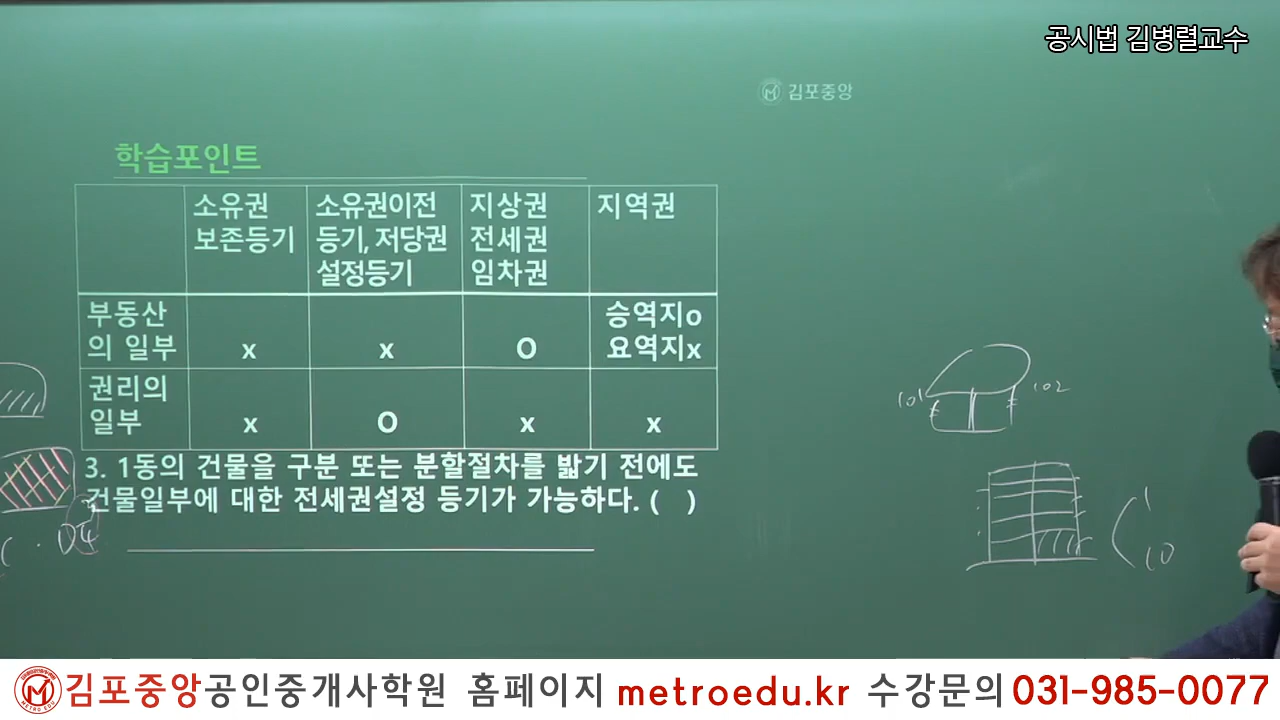 공시법 김병렬교수
김포중앙
학습포인트
소유권 보존등기
소유권이전 등기, 저당권 설정등기
지상권 전세권 임차권
지역권
부동산의 일부 x x O 승역지o 요역지x
권리의 일부 x O x x
3. 1동의 건물을 구분 또는 분할절차를 밟기 전에도
건물일부에 대한 전세권설정 등기가 가능하다. ( )
101 102
1
10
김포중앙공인중개사학원 홈페이지 metroedu.kr 수강문의 031-985-0077